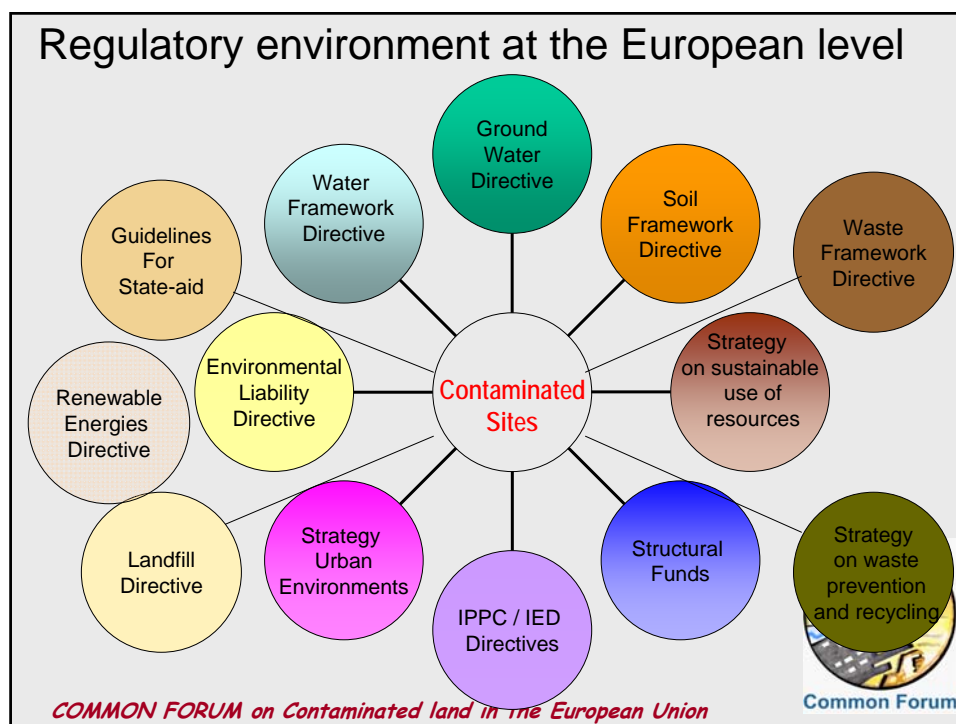 Regulatory environment at the European level
Ground
Water
Directive
Water
Framework
Directive
Soil
Framework
Directive
Guidelines
For
State-aid
Waste
Framework
Directive
Environmental
Liability
Directive
Contaminated
Sites
Strategy
on sustainable
use of
resources
Renewable
Energies
Directive
Landfill
Directive
Strategy
Urban
Environments
IPPC / IED
Directives
Structural
Funds
Strategy
on waste
prevention
and recycling
Common Forum
COMMON FORUM on Contaminated land in the European Union